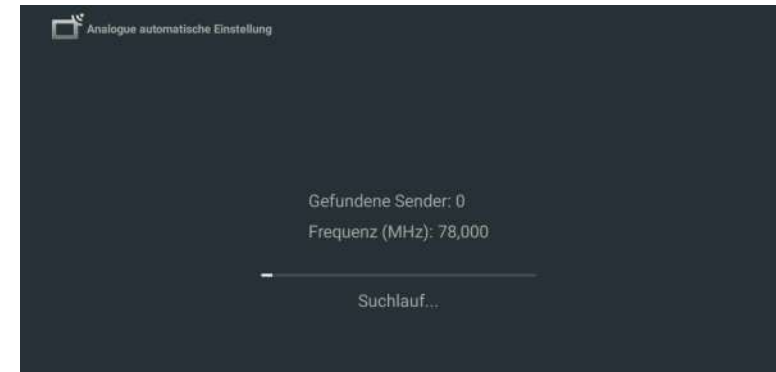 Analogue automatische Einstellung
Gefundene Sender: 0
Frequenz (MHz): 78,000
Suchlauf...